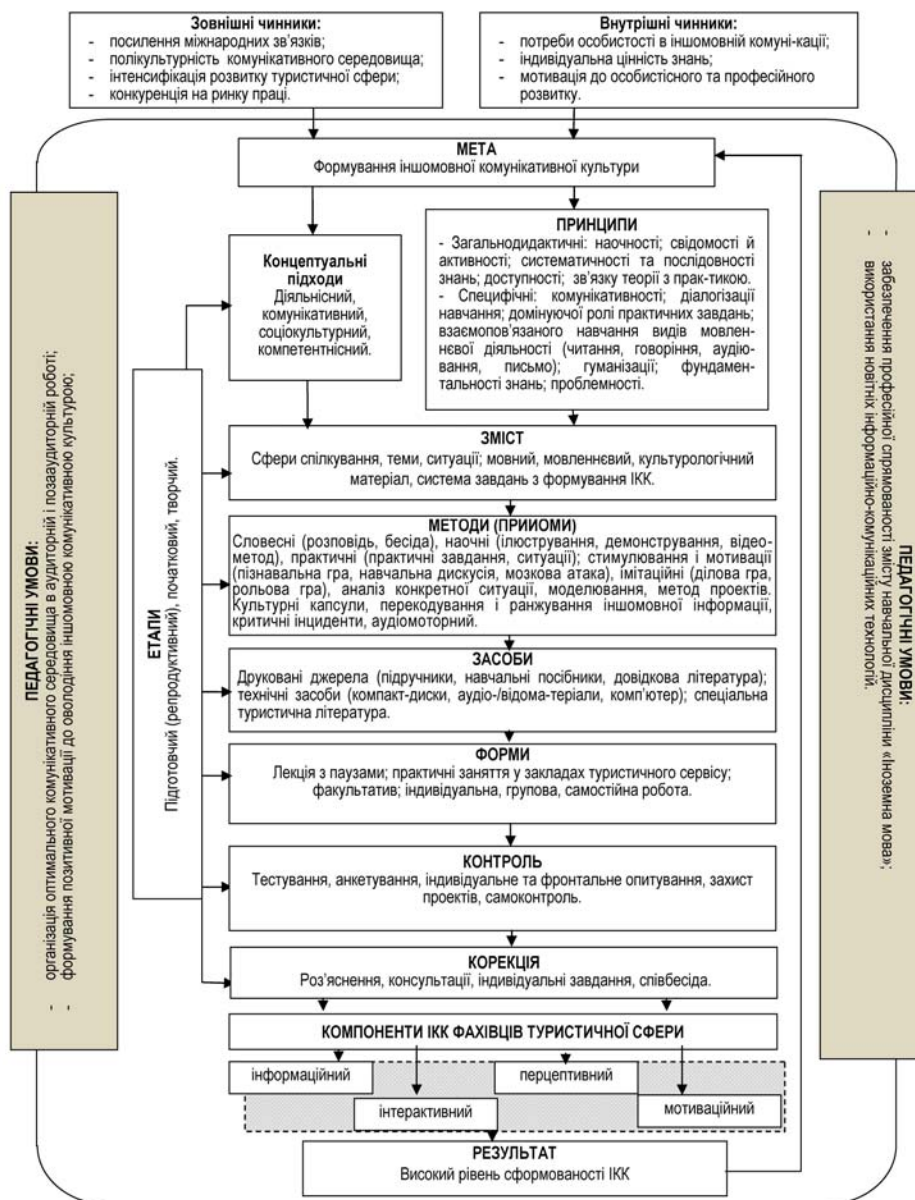 Зовнішні чинники:
- посилення міжнародних зв’язків;
- полікультурність комунікативного середовища;
- інтенсифікація розвитку туристичної сфери;
- конкуренція на ринку праці.
Внутрішні чинники:
- потреби особистості в іншомовній комуні-кації;
- індивідуальна цінність знань;
- мотивація до особистісного та професійного
розвитку.
МЕТА
Формування іншомовної комунікативної культури
ПЕДАГОГІЧНІ УМОВИ:
- організація оптимального комунікативного середовища в аудиторній і позааудиторній роботі;
- формування позитивної мотивації до оволодіння іншомовною комунікативною культурою;
ЕТАПИ
Підготовчий (репродуктивний), початковий, творчий.
Концептуальні
підходи
Діяльнісний,
комунікативний,
соціокультурний,
компетентнісний.
ПРИНЦИПИ
- Загальнодидактичні: наочності; свідомості й
активності; систематичності та послідовності
знань; доступності; зв’язку теорії з прак-тикою.
- Специфічні: комунікативності; діалогізації
навчання; домінуючої ролі практичних завдань;
взаємопов’язаного навчання видів мовлен-
нєвої діяльності (читання, говоріння, аудію-
вання, письмо); гуманізації; фундамен-
тальності знань; проблемності.
ЗМІСТ
Сфери спілкування, теми, ситуації; мовний, мовленнєвий, культурологічний
матеріал, система завдань з формування ІКК.
МЕТОДИ (ПРИЙОМИ)
Словесні (розповідь, бесіда), наочні (ілюстрування, демонстрування, відео-
метод), практичні (практичні завдання, ситуації); стимулювання і мотивації
(пізнавальна гра, навчальна дискусія, мозкова атака), імітаційні (ділова гра,
рольова гра), аналіз конкретної ситуації, моделювання, метод проектів.
Культурні капсули, перекодування і ранжування іншомовної інформації,
критичні інциденти, аудіомоторний.
ЗАСОБИ
Друковані джерела (підручники, навчальні посібники, довідкова література);
технічні засоби (компакт-диски, аудіо-/відома-теріали, комп’ютер); спеціальна
туристична література.
ФОРМИ
Лекція з паузами; практичні заняття у закладах туристичного сервісу;
факультатив; індивідуальна, групова, самостійна робота.
КОНТРОЛЬ
Тестування, анкетування, індивідуальне та фронтальне опитування, захист
проектів, самоконтроль.
КОРЕКЦІЯ
Роз’яснення, консультації, індивідуальні завдання, співбесіда.
КОМПОНЕНТИ ІКК ФАХІВЦІВ ТУРИСТИЧНОЇ СФЕРИ
інформаційний
перцептивний
інтерактивний
мотиваційний
РЕЗУЛЬТАТ
Високий рівень сформованості ІКК
ПЕДАГОГІЧНІ УМОВИ:
- забезпечення професійної спрямованості змісту навчальної дисципліни «Іноземна мова»;
- використання новітніх інформаційно-комунікаційних технологій.